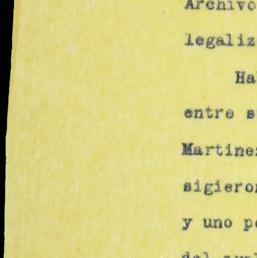 Archivo
legaliz
Ha
entre s
Martine
sigiero
y uno p